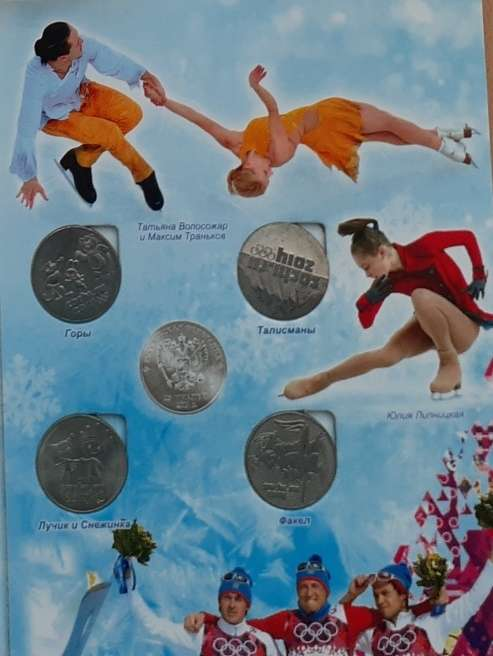 Татьяна Волосожар
и Максим Траньков
Горы
Талисманы
Юлия Липницкая
Лучик и Снежинка
Факел